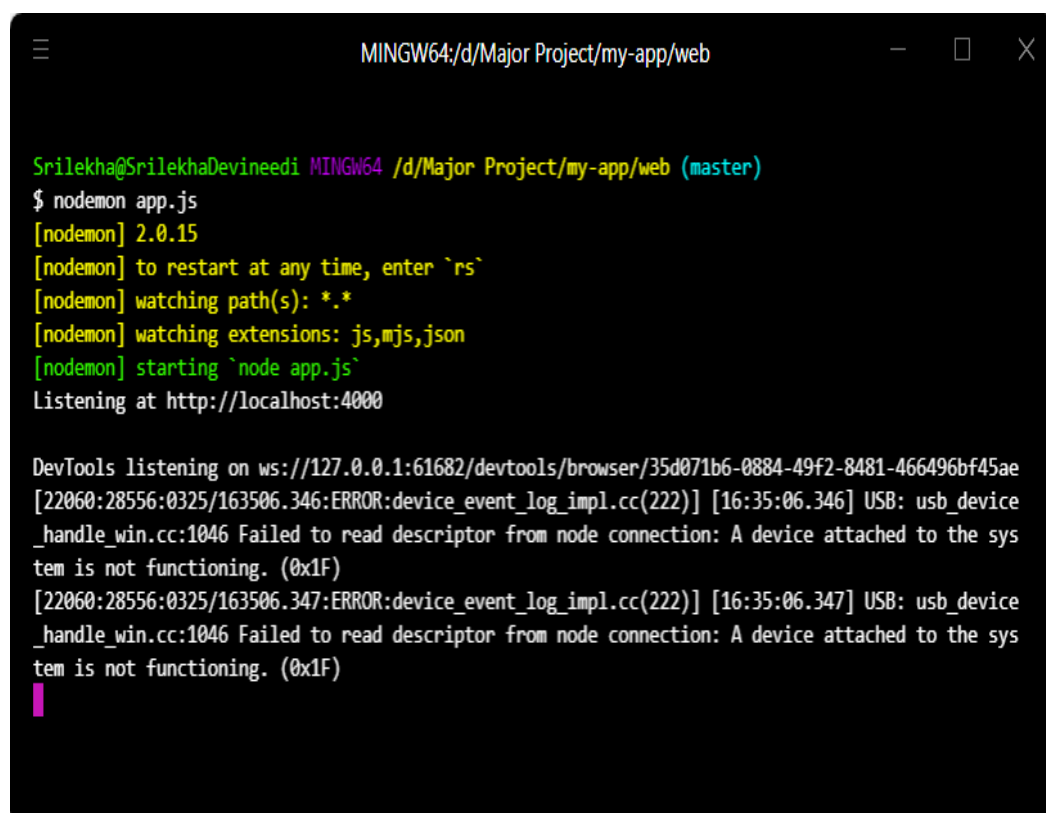 MINGW64:/d/Major Project/my-app/web
Srilekha@SrilekhaDevineedi MINGW64 /d/Major Project/my-app/web (master)
$ nodemon app.js
[nodemon] 2.0.15
[nodemon] to restart at any time, enter `rs`
[nodemon] watching path(s): *.*
[nodemon] watching extensions: js,mjs,json
[nodemon] starting `node app.js`
Listening at http://localhost:4000
DevTools listening on ws://127.0.0.1:61682/devtools/browser/35d071b6-0884-49f2-8481-466496bf45ae
[22060:28556:0325/163506.346:ERROR:device_event_log_impl.cc(222)] [16:35:06.346] USB: usb_device
_handle_win.cc:1046 Failed to read descriptor from node connection: A device attached to the sys
tem is not functioning. (0x1F)
[22060:28556:0325/163506.347:ERROR:device_event_log_impl.cc(222)] [16:35:06.347] USB: usb_device
_handle_win.cc:1046 Failed to read descriptor from node connection: A device attached to the sys
tem is not functioning. (0x1F)